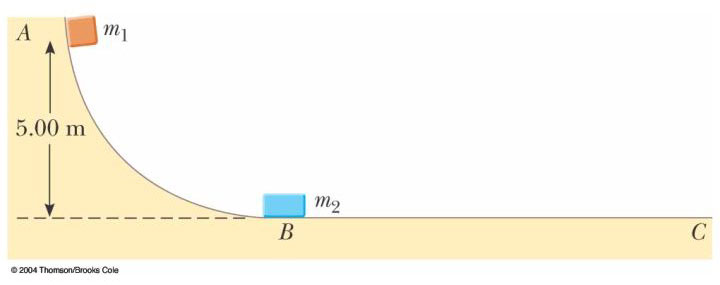 A
m₁
5.00 m
m₂
B
C
© 2004 Thomson/Brooks Cole